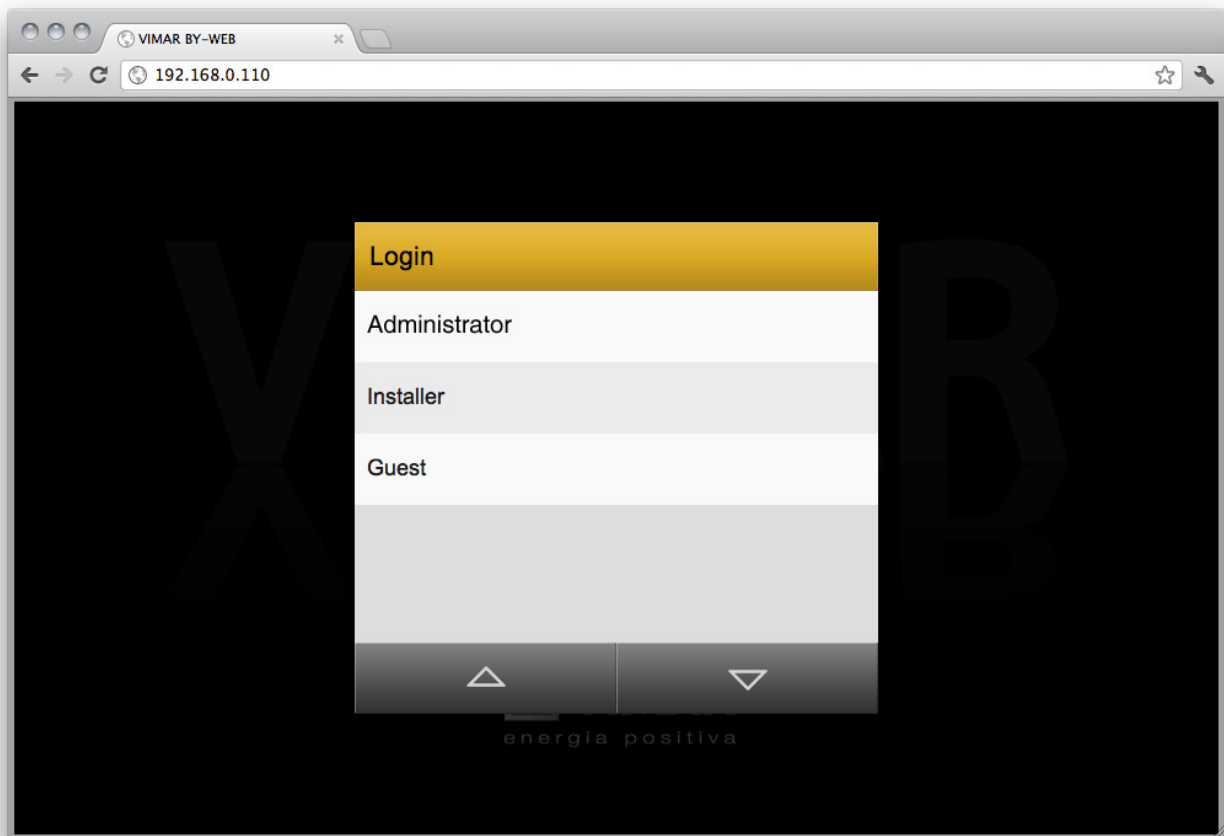 VIMAR BY-WEB
192.168.0.110
Login
Administrator
Installer
Guest
energia positiva